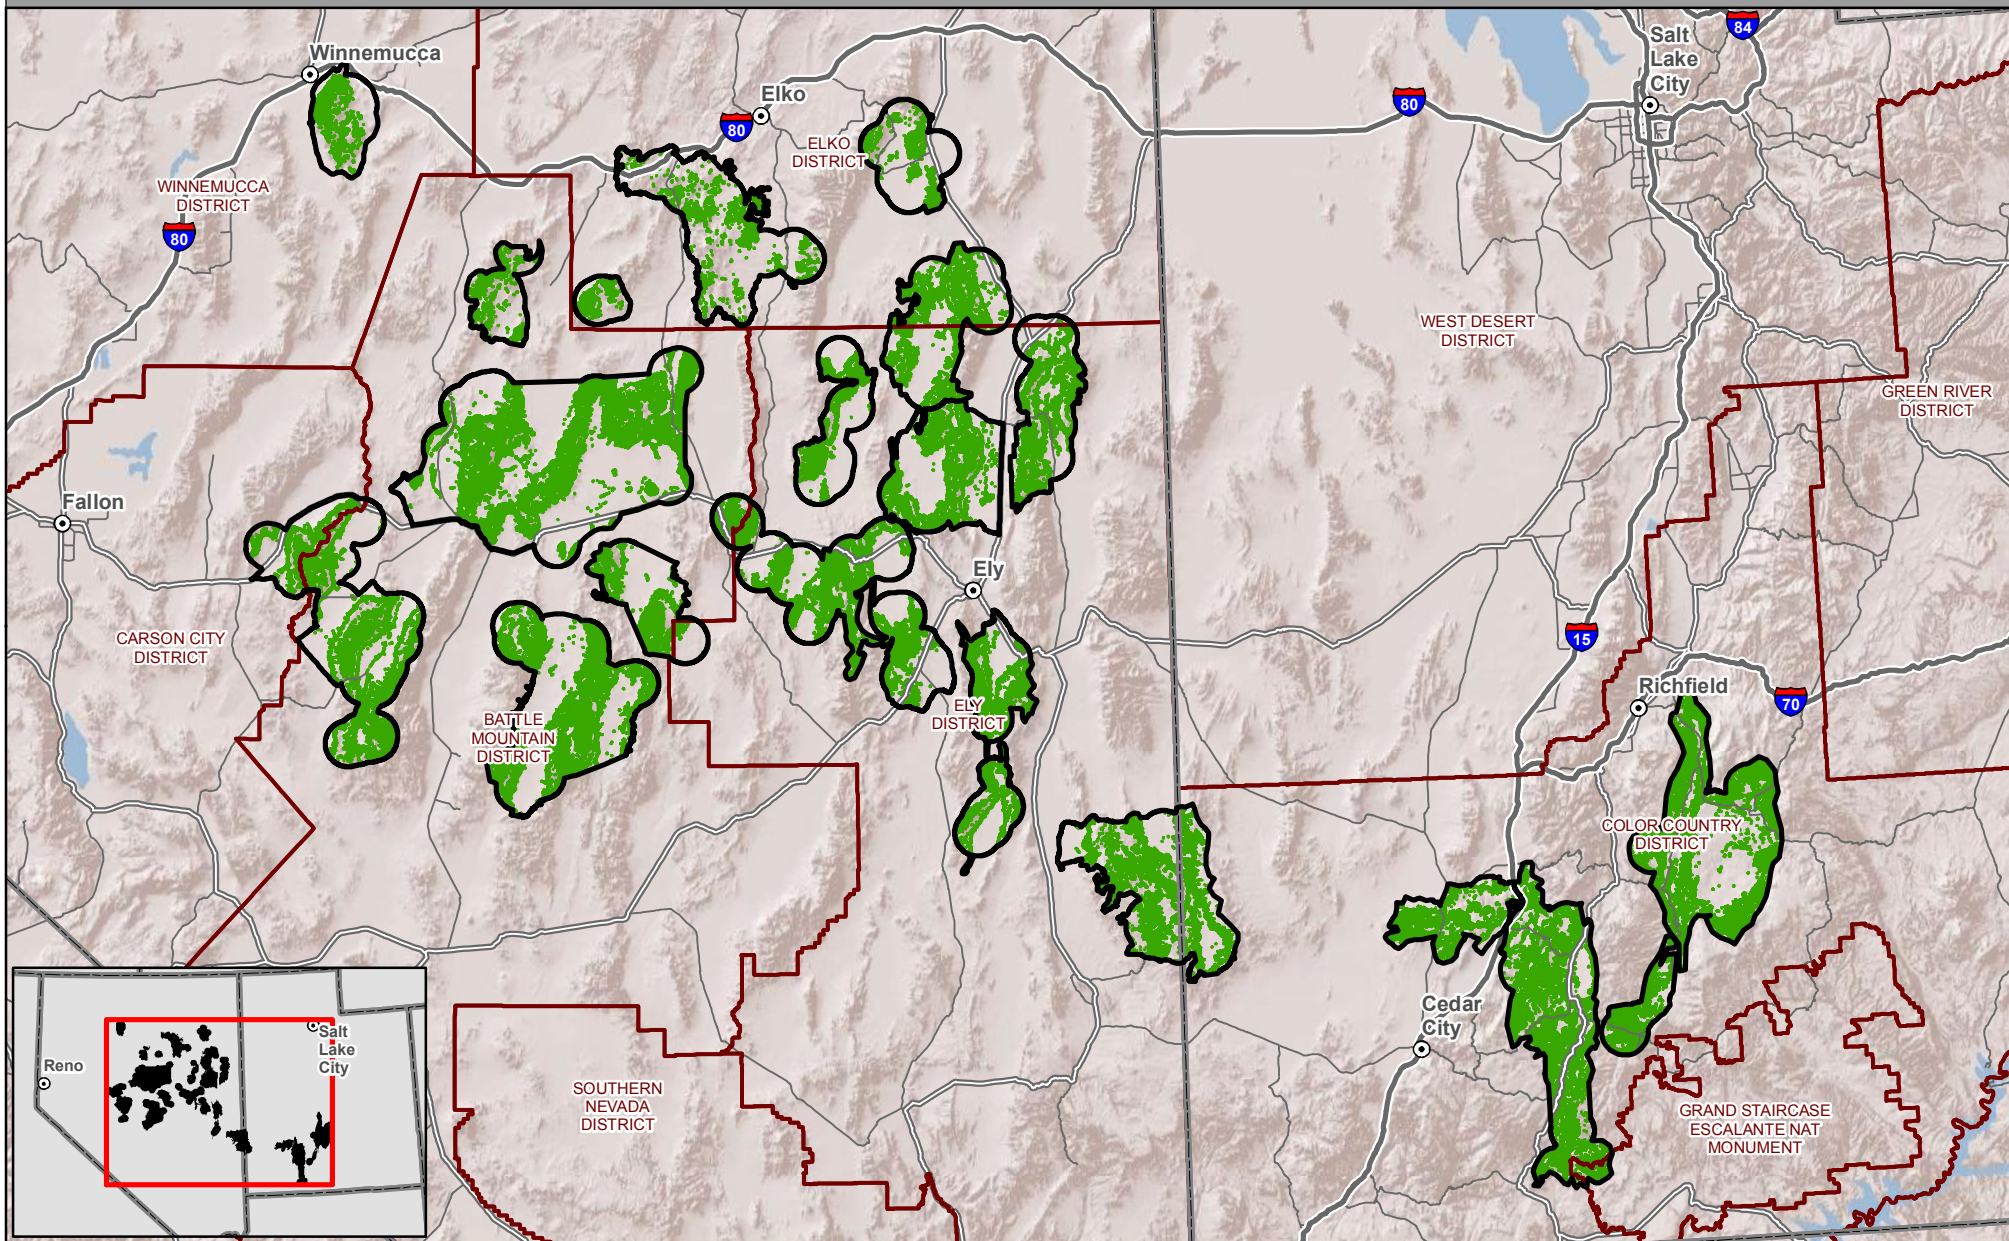 84
Salt
Lake
City
Winnemucca
80
Elko
80
ELKO
DISTRICT
WINNEMUCCA
DISTRICT
80
WEST DESERT
DISTRICT
GREEN RIVER
DISTRICT
Fallon
Ely
CARSON CITY
DISTRICT
15
Richfield
70
ELY
DISTRICT
BATTLE
MOUNTAIN
DISTRICT
COLOR COUNTRY
DISTRICT
Cedar
City
SOUTHERN
NEVADA
DISTRICT
GRAND STAIRCASE
ESCALANTE NAT
MONUMENT
Reno
Salt
Lake
City